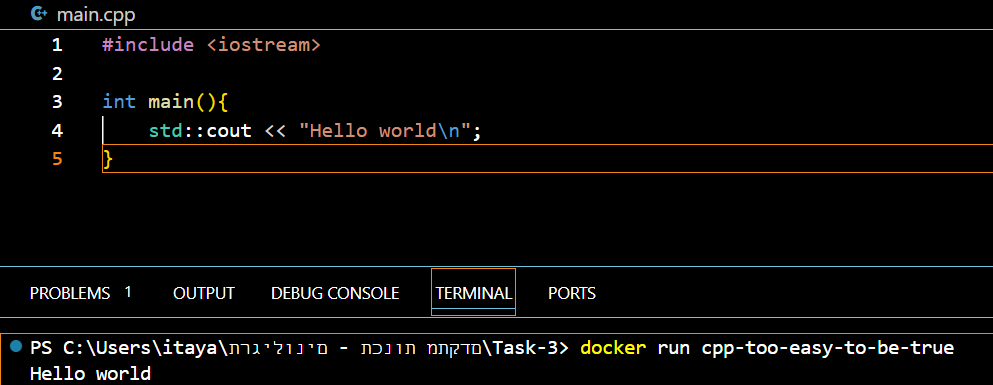 main.cpp
1 #include <iostream>
2
3 int main(){
4 std::cout << "Hello world\n";
5 }
PROBLEMS 1 OUTPUT DEBUG CONSOLE TERMINAL PORTS
PS C:\Users\itaya\תרגילונים - תכנות מתקדם\Task-3> docker run cpp-too-easy-to-be-true
Hello world